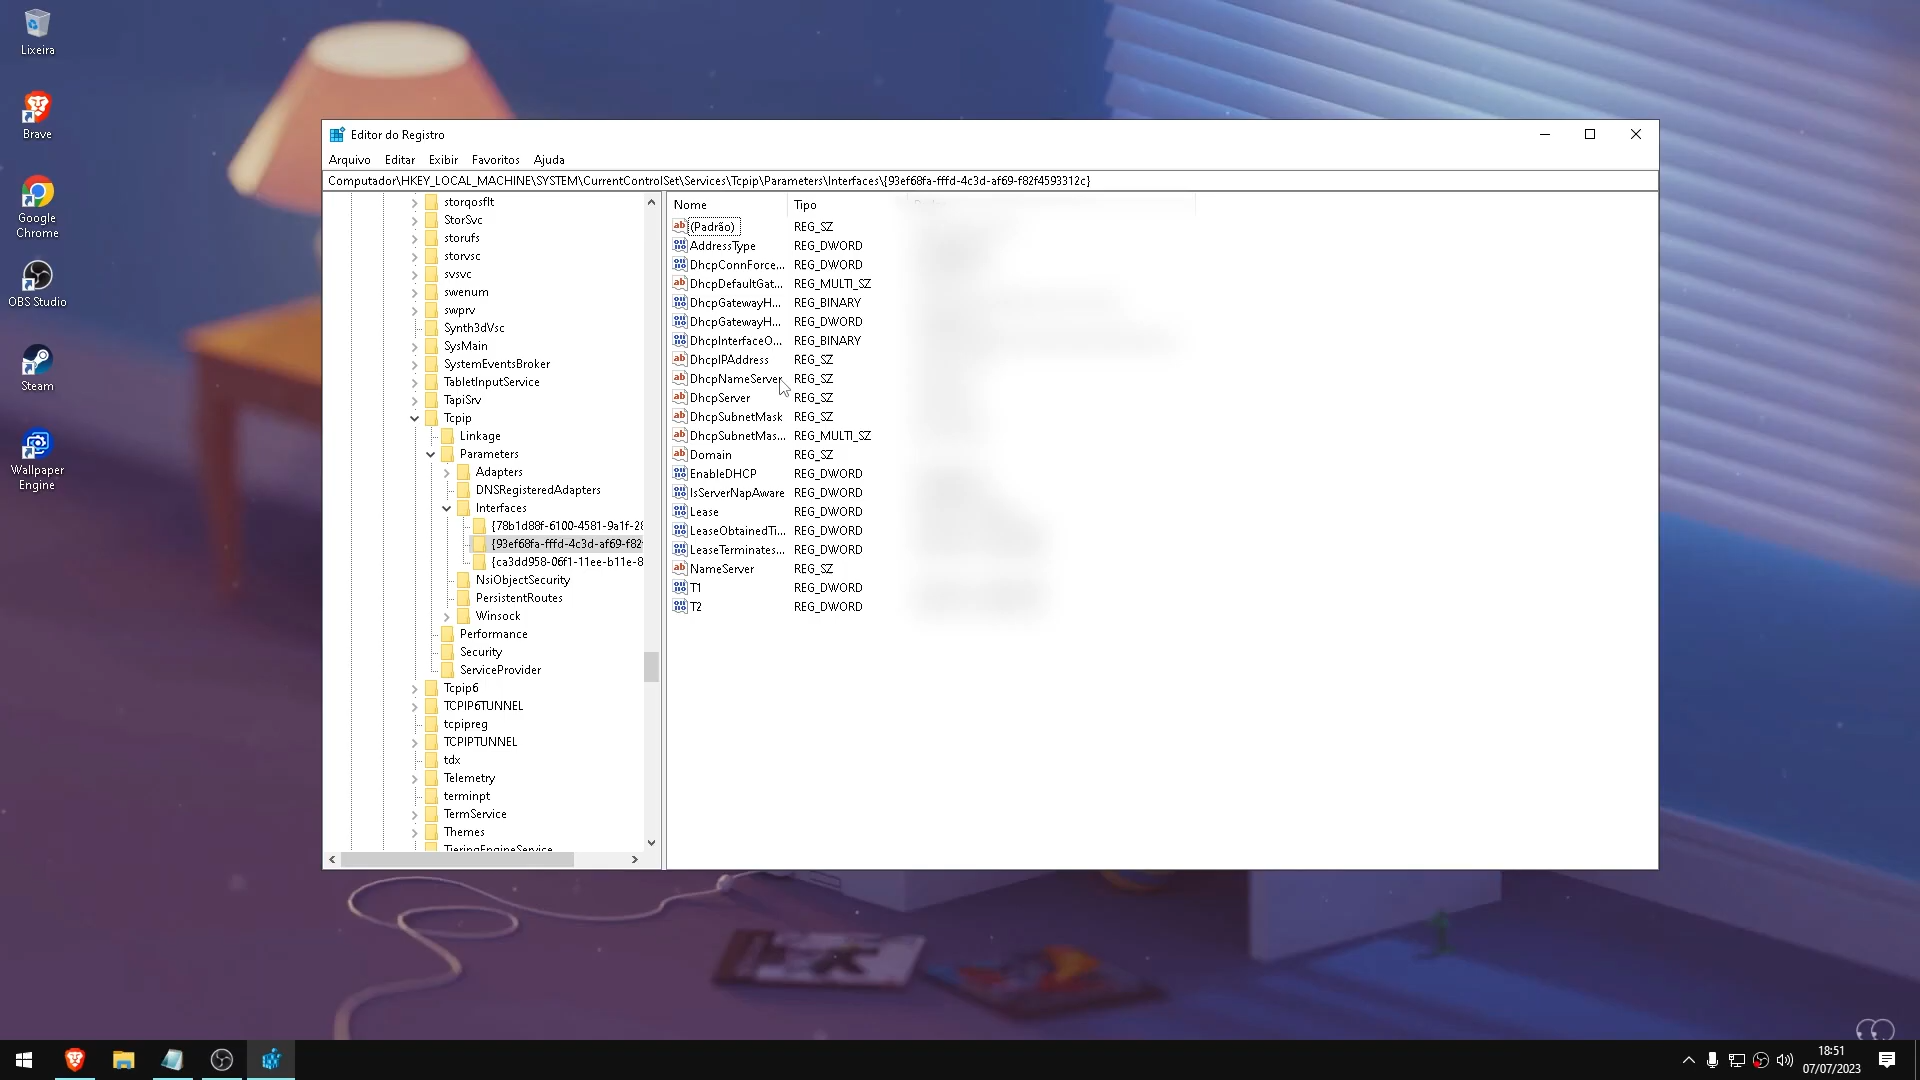 Lixeira
Brave
Google
Chrome
OBS Studio
Steam
Wallpaper
Engine
Editor do Registro
Arquivo Editar Exibir Favoritos Ajuda
Computador\HKEY_LOCAL_MACHINE\SYSTEM\CurrentControlSet\Services\Tcpip\Parameters\Interfaces\{93ef68fa-fffd-4c3d-af69-f82f4593312c}
storqosflt
StorSvc
storufs
storvsc
svsvc
swenum
swprv
Synth3dVsc
SysMain
SystemEventsBroker
TabletInputService
TapiSrv
Tcpip
Linkage
Parameters
Adapters
DNSRegisteredAdapters
Interfaces
{78b1d88f-6100-4581-9a1f-28
{93ef68fa-fffd-4c3d-af69-f82
{ca3dd958-06f1-11ee-b11e-8
NsiObjectSecurity
PersistentRoutes
Winsock
Performance
Security
ServiceProvider
Tcpip6
TCPIP6TUNNEL
tcpipreg
TCPIPTUNNEL
tdx
Telemetry
terminpt
TermService
Themes
TieringEngineService
Nome Tipo
(Padrão) REG_SZ
AddressType REG_DWORD
DhcpConnForce... REG_DWORD
DhcpDefaultGat... REG_MULTI_SZ
DhcpGatewayH... REG_BINARY
DhcpGatewayH... REG_DWORD
DhcpInterfaceO... REG_BINARY
DhcpIPAddress REG_SZ
DhcpNameServer REG_SZ
DhcpServer REG_SZ
DhcpSubnetMask REG_SZ
DhcpSubnetMas... REG_MULTI_SZ
Domain REG_SZ
EnableDHCP REG_DWORD
IsServerNapAware REG_DWORD
Lease REG_DWORD
LeaseObtainedTi... REG_DWORD
LeaseTerminates... REG_DWORD
NameServer REG_SZ
T1 REG_DWORD
T2 REG_DWORD
18:51
07/07/2023